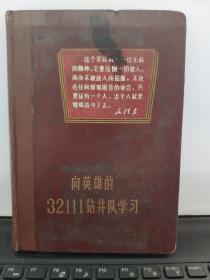 这个军队具有一往无前
的精神，它要压倒一切敌人，
而决不被敌人所屈服。不论
在任何艰难困苦的场合，只
要还有一个人，这个人就要
继续战斗下去。
毛泽东
向英雄的
32111钻井队学习